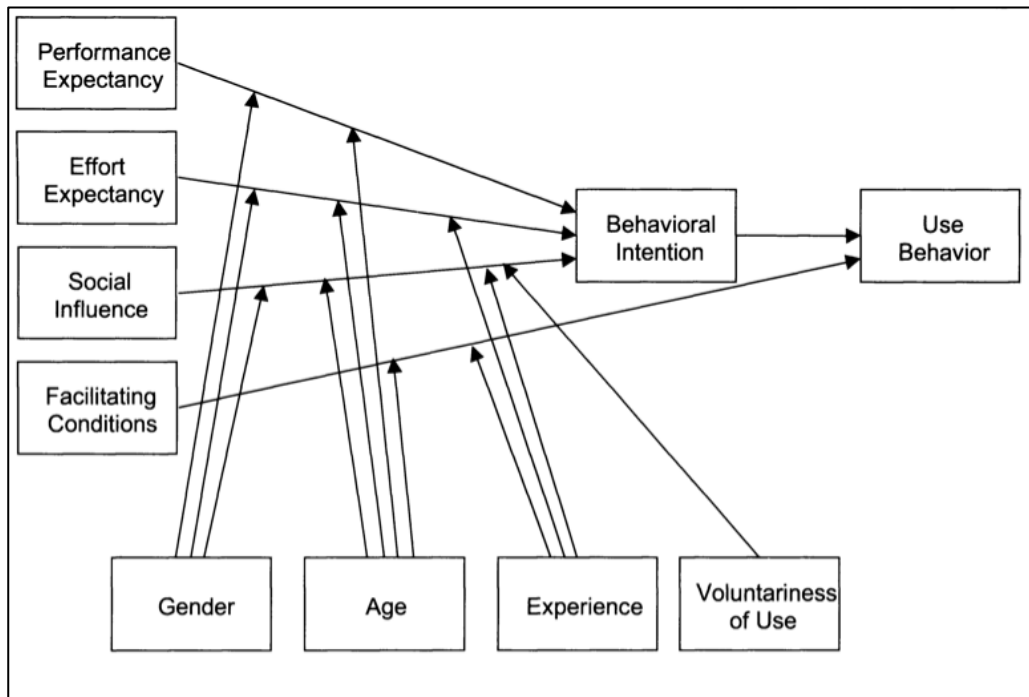 Performance
Expectancy
Effort
Expectancy
Social
Influence
Facilitating
Conditions
Behavioral
Intention
Use
Behavior
Gender
Age
Experience
Voluntariness
of Use